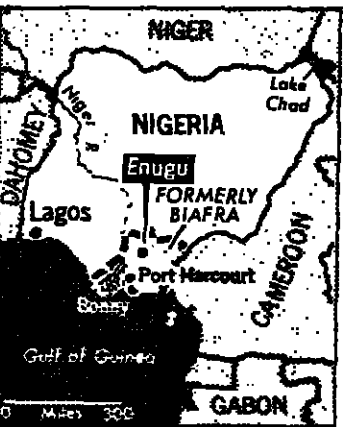 NIGER
Lake
Chad
Niger R.
NIGERIA
DAHOMEY
Enugu
FORMERLY
BIAFRA
Lagos
CAMEROON
Port Harcourt
Bonny
Gulf of Guinea
0 Miles 300
GABON